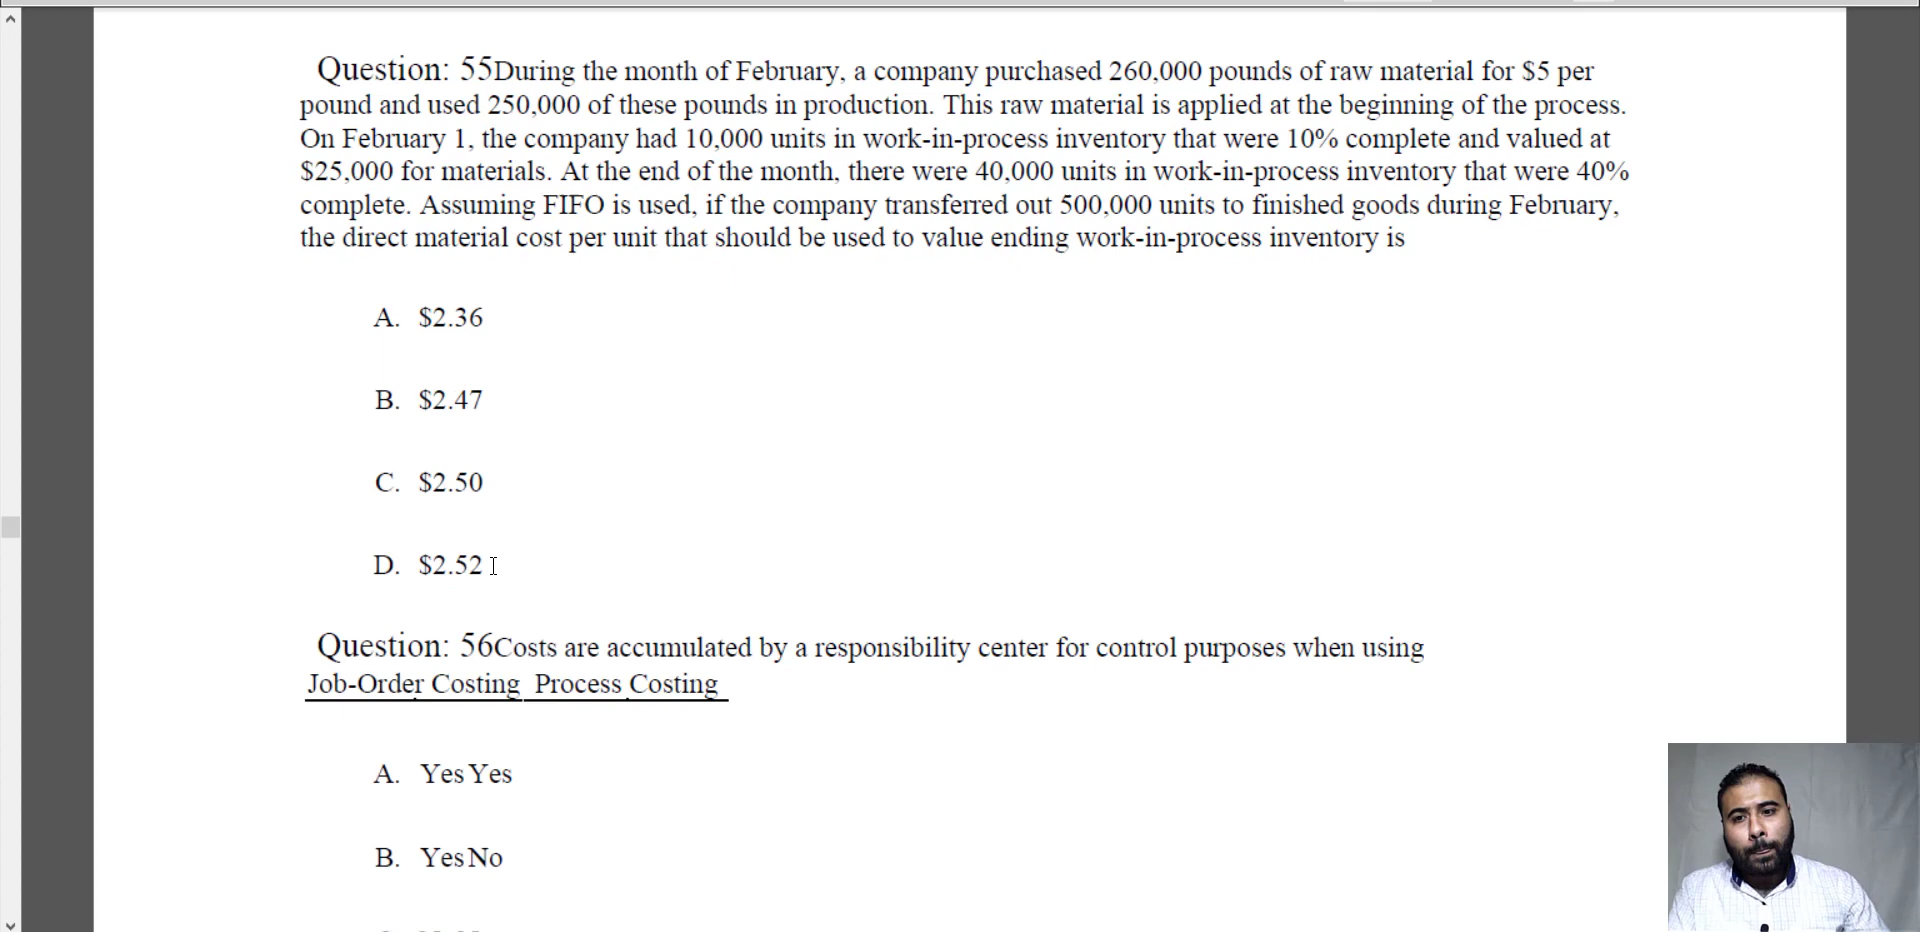 Question: 55During the month of February, a company purchased 260,000 pounds of raw material for $5 per
pound and used 250,000 of these pounds in production. This raw material is applied at the beginning of the process.
On February 1, the company had 10,000 units in work-in-process inventory that were 10% complete and valued at
$25,000 for materials. At the end of the month, there were 40,000 units in work-in-process inventory that were 40%
complete. Assuming FIFO is used, if the company transferred out 500,000 units to finished goods during February,
the direct material cost per unit that should be used to value ending work-in-process inventory is
A. $2.36
B. $2.47
C. $2.50
D. $2.52
Question: 56Costs are accumulated by a responsibility center for control purposes when using
Job-Order Costing Process Costing
A. Yes Yes
B. Yes No